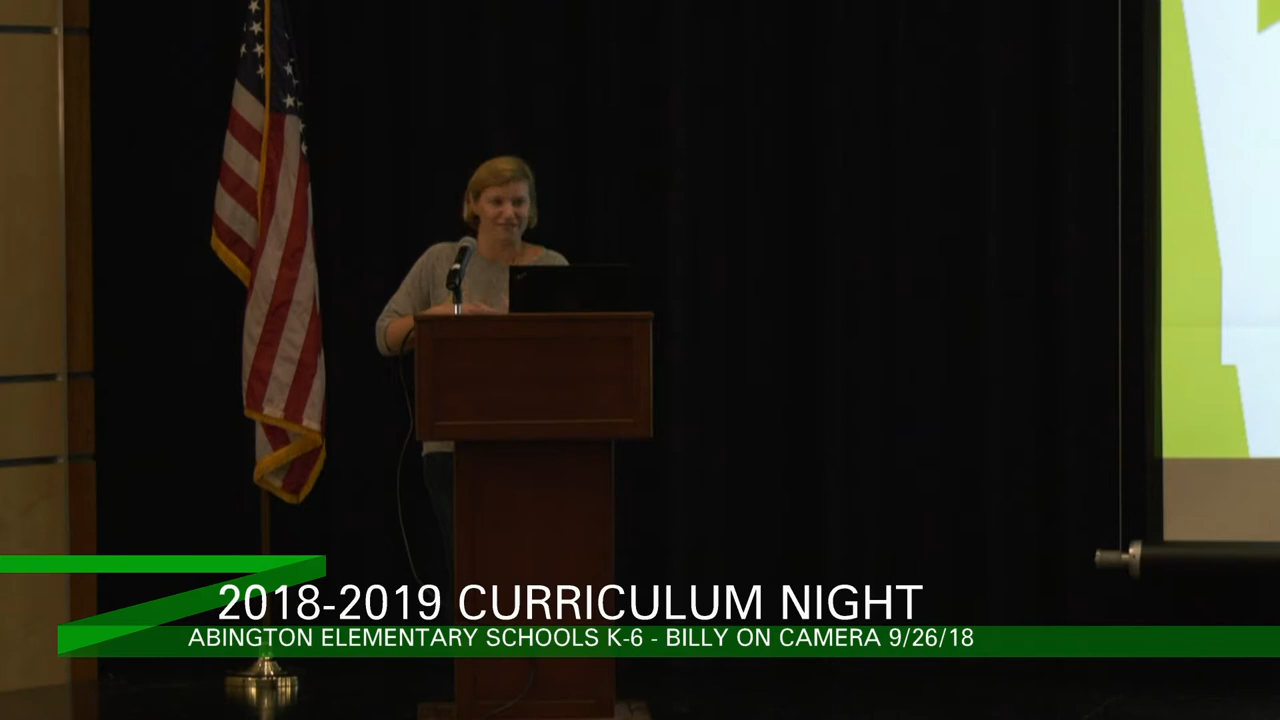 2018-2019 CURRICULUM NIGHT
ABINGTON ELEMENTARY SCHOOLS K-6 - BILLY ON CAMERA 9/26/18